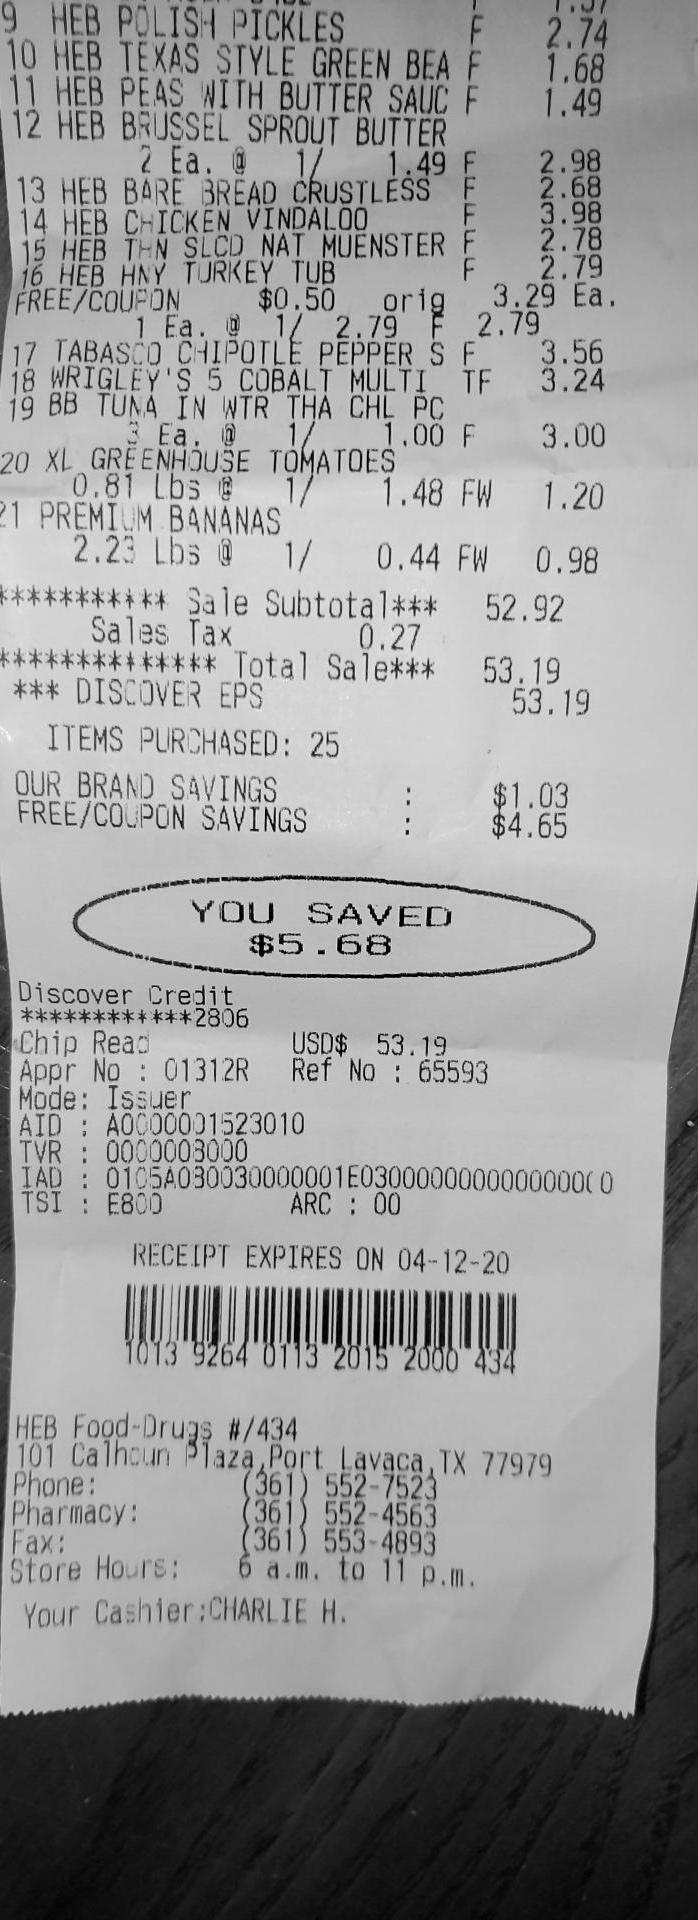 9 HEB POLISH PICKLES F 2.74
10 HEB TEXAS STYLE GREEN BEA F 1.68
11 HEB PEAS WITH BUTTER SAUC F 1.49
12 HEB BRUSSEL SPROUT BUTTER
2 Ea. @ 1/ 1.49 F 2.98
13 HEB BARE BREAD CRUSTLESS F 2.68
14 HEB CHICKEN VINDALOO F 3.98
15 HEB THN SLCD NAT MUENSTER F 2.78
16 HEB HNY TURKEY TUB F 2.79
FREE/COUPON $0.50 orig 3.29 Ea.
1 Ea. @ 1/ 2.79 F 2.79
17 TABASCO CHIPOTLE PEPPER S F 3.56
18 WRIGLEY'S 5 COBALT MULTI TF 3.24
19 BB TUNA IN WTR THA CHL PC
3 Ea. @ 1/ 1.00 F 3.00
20 XL GREENHOUSE TOMATOES
0.81 Lbs @ 1/ 1.48 FW 1.20
21 PREMIUM BANANAS
2.23 Lbs @ 1/ 0.44 FW 0.98
*********** Sale Subtotal*** 52.92
Sales Tax 0.27
************** Total Sale*** 53.19
*** DISCOVER EPS 53.19
ITEMS PURCHASED: 25
OUR BRAND SAVINGS : $1.03
FREE/COUPON SAVINGS : $4.65
YOU SAVED
$5.68
Discover Credit
************2806
Chip Read USD$ 53.19
Appr No : 01312R Ref No : 65593
Mode: Issuer
AID : A0000001523010
TVR : 0000008000
TSI : E800 ARC : 00
RECEIPT EXPIRES ON 04-12-20
1013 9264 0113 2015 2000 434
HEB Food-Drugs #/434
101 Calhoun Plaza,Port Lavaca,TX 77979
Phone: (361) 552-7523
Pharmacy: (361) 552-4563
Fax: (361) 553-4893
Store Hours: 6 a.m. to 11 p.m.
Your Cashier:CHARLIE H.